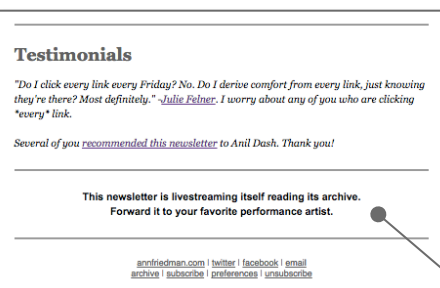 Testimonials
"Do I click every link every Friday? No. Do I derive comfort from every link, just knowing
they're there? Most definitely." -Julie Felner. I worry about any of you who are clicking
*every* link.
Several of you recommended this newsletter to Anil Dash. Thank you!
This newsletter is livestreaming itself reading its archive.
Forward it to your favorite performance artist.
annfriedman.com | twitter | facebook | email
archive | subscribe | preferences | unsubscribe